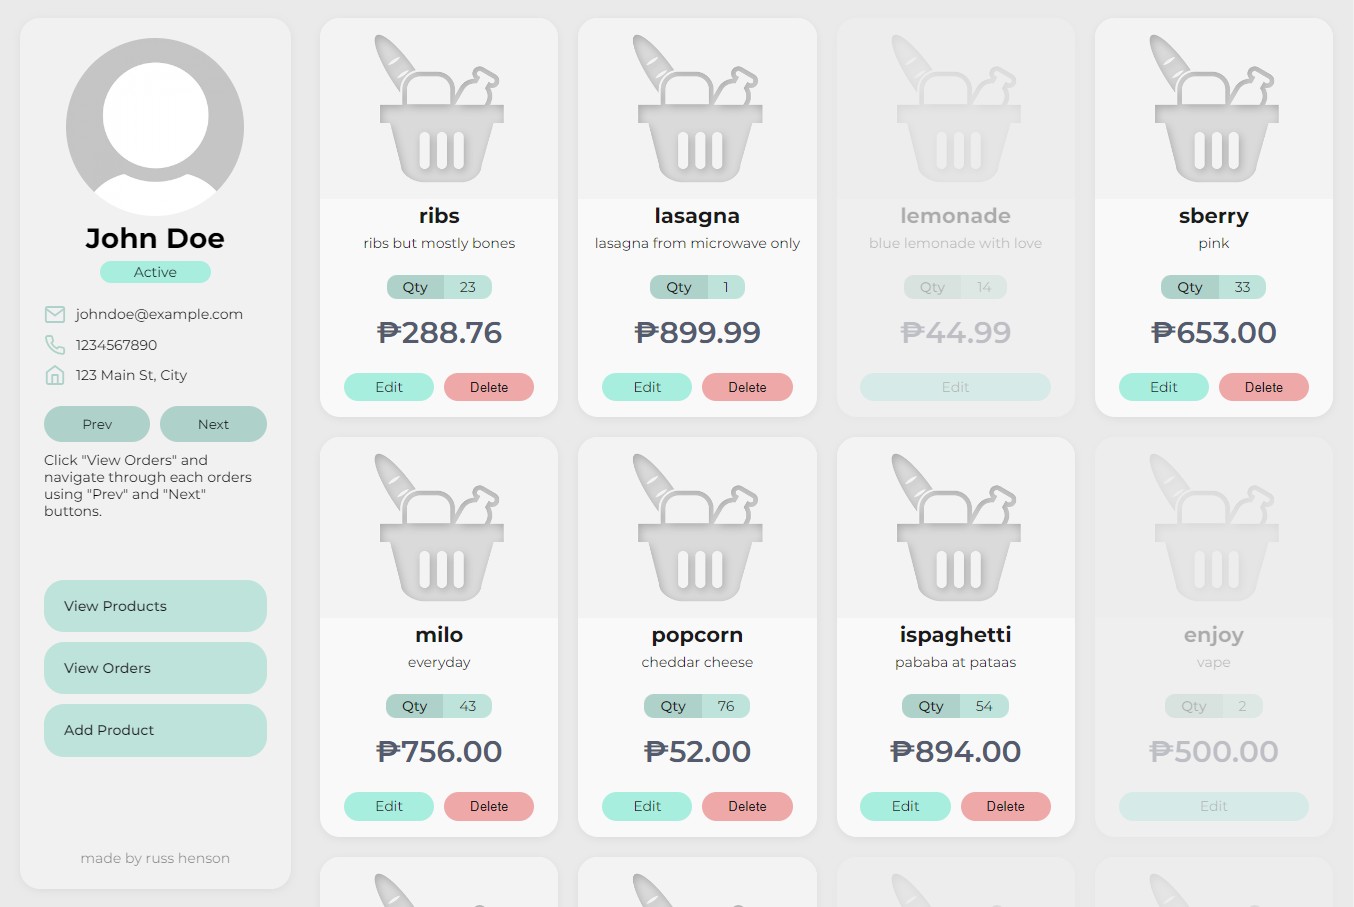 John Doe
Active
johndoe@example.com
1234567890
123 Main St, City
Prev
Next
Click "View Orders" and
navigate through each orders
using "Prev" and "Next"
buttons.
View Products
View Orders
Add Product
made by russ henson
ribs
ribs but mostly bones
Qty 23
₱288.76
Edit
Delete
lasagna
lasagna from microwave only
Qty 1
₱899.99
Edit
Delete
lemonade
blue lemonade with love
Qty 14
₱44.99
Edit
sberry
pink
Qty 33
₱653.00
Edit
Delete
milo
everyday
Qty 43
₱756.00
Edit
Delete
popcorn
cheddar cheese
Qty 76
₱52.00
Edit
Delete
ispaghetti
pababa at pataas
Qty 54
₱894.00
Edit
Delete
enjoy
vape
Qty 2
₱500.00
Edit